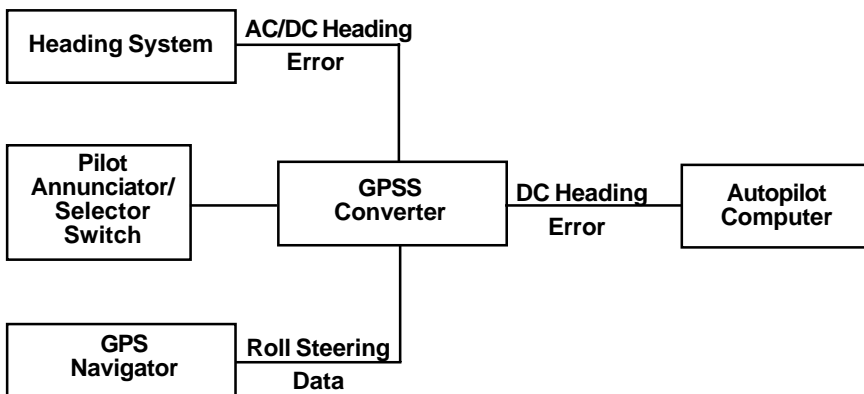 Heading System
AC/DC Heading
Error
Pilot
Annunciator/
Selector
Switch
GPSS
Converter
DC Heading
Error
Autopilot
Computer
GPS
Navigator
Roll Steering
Data